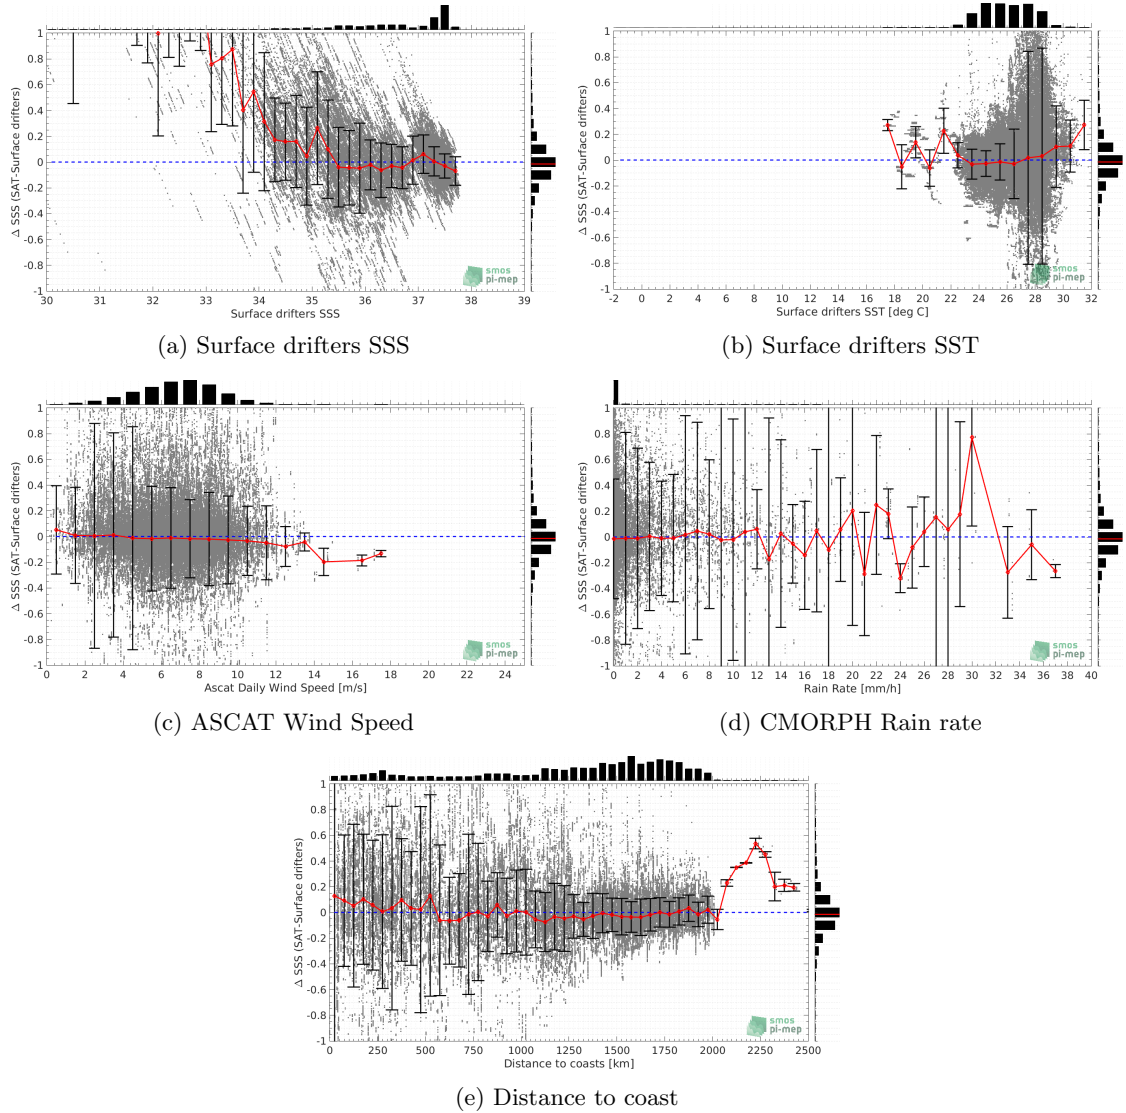 Δ SSS (SAT-Surface drifters)
1
0.8
0.6
0.4
0.2
0
-0.2
-0.4
-0.6
-0.8
-1
30 31 32 33 34 35 36 37 38 39
Surface drifters SSS
smos
pi-mep
(a) Surface drifters SSS
Δ SSS (SAT-Surface drifters)
1
0.8
0.6
0.4
0.2
0
-0.2
-0.4
-0.6
-0.8
-1
-2 0 2 4 6 8 10 12 14 16 18 20 22 24 26 28 30 32
Surface drifters SST [deg C]
smos
pi-mep
(b) Surface drifters SST
Δ SSS (SAT-Surface drifters)
1
0.8
0.6
0.4
0.2
0
-0.2
-0.4
-0.6
-0.8
-1
0 2 4 6 8 10 12 14 16 18 20 22 24
Ascat Daily Wind Speed [m/s]
smos
pi-mep
(c) ASCAT Wind Speed
Δ SSS (SAT-Surface drifters)
1
0.8
0.6
0.4
0.2
0
-0.2
-0.4
-0.6
-0.8
-1
0 2 4 6 8 10 12 14 16 18 20 22 24 26 28 30 32 34 36 38 40
Rain Rate [mm/h]
smos
pi-mep
(d) CMORPH Rain rate
Δ SSS (SAT-Surface drifters)
1
0.8
0.6
0.4
0.2
0
-0.2
-0.4
-0.6
-0.8
-1
0 250 500 750 1000 1250 1500 1750 2000 2250 2500
Distance to coasts [km]
smos
pi-mep
(e) Distance to coast